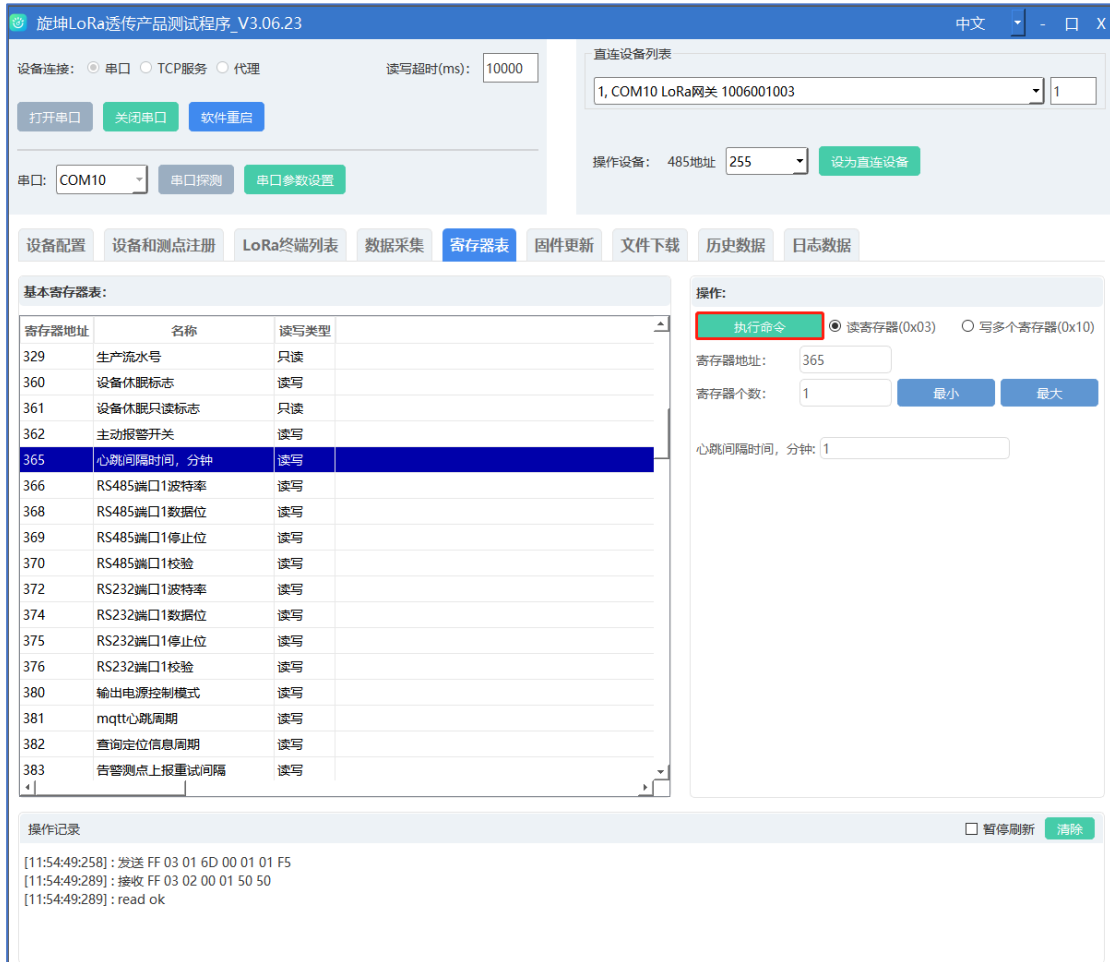 旋坤LoRa透传产品测试程序_V3.06.23 中文 - 口 X
设备连接: 串口 TCP服务 代理 读写超时(ms): 10000
打开串口 关闭串口 软件重启
串口: COM10 串口探测 串口参数设置
直连设备列表
1, COM10 LoRa网关 1006001003 1
操作设备: 485地址 255 设为直连设备
设备配置 设备和测点注册 LoRa终端列表 数据采集 寄存器表 固件更新 文件下载 历史数据 日志数据
基本寄存器表:
寄存器地址 名称 读写类型
329 生产流水号 只读
360 设备休眠标志 读写
361 设备休眠只读标志 只读
362 主动报警开关 读写
365 心跳间隔时间，分钟 读写
366 RS485端口1波特率 读写
368 RS485端口1数据位 读写
369 RS485端口1停止位 读写
370 RS485端口1校验 读写
372 RS232端口1波特率 读写
374 RS232端口1数据位 读写
375 RS232端口1停止位 读写
376 RS232端口1校验 读写
380 输出电源控制模式 读写
381 mqtt心跳周期 读写
382 查询定位信息周期 读写
383 告警测点上报重试间隔 读写
操作:
执行命令 读寄存器(0x03) 写多个寄存器(0x10)
寄存器地址: 365
寄存器个数: 1 最小 最大
心跳间隔时间，分钟: 1
操作记录 暂停刷新 清除
[11:54:49:258] : 发送 FF 03 01 6D 00 01 01 F5
[11:54:49:289] : 接收 FF 03 02 00 01 50 50
[11:54:49:289] : read ok